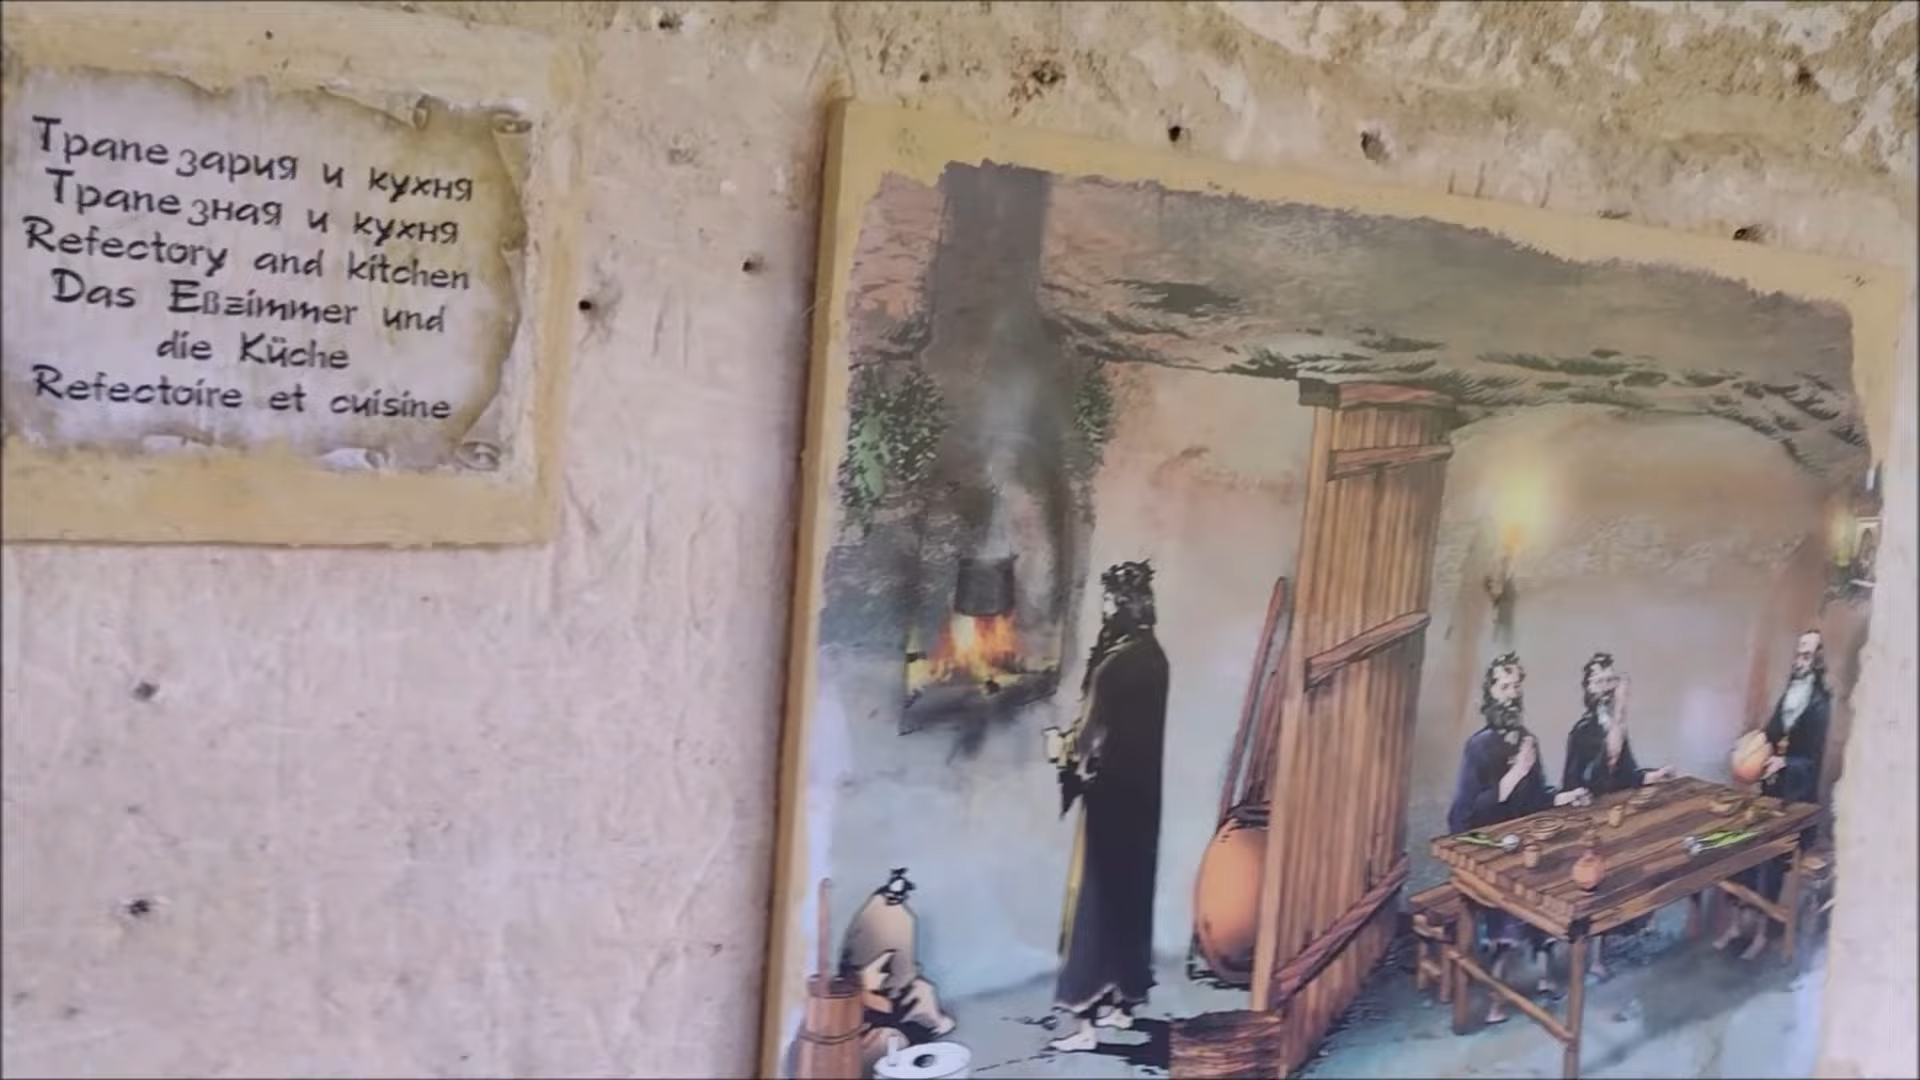 Трапезария и кухня
Трапезная и кухня
Refectory and kitchen
Das Eßzimmer und
die Küche
Refectoire et cuisine